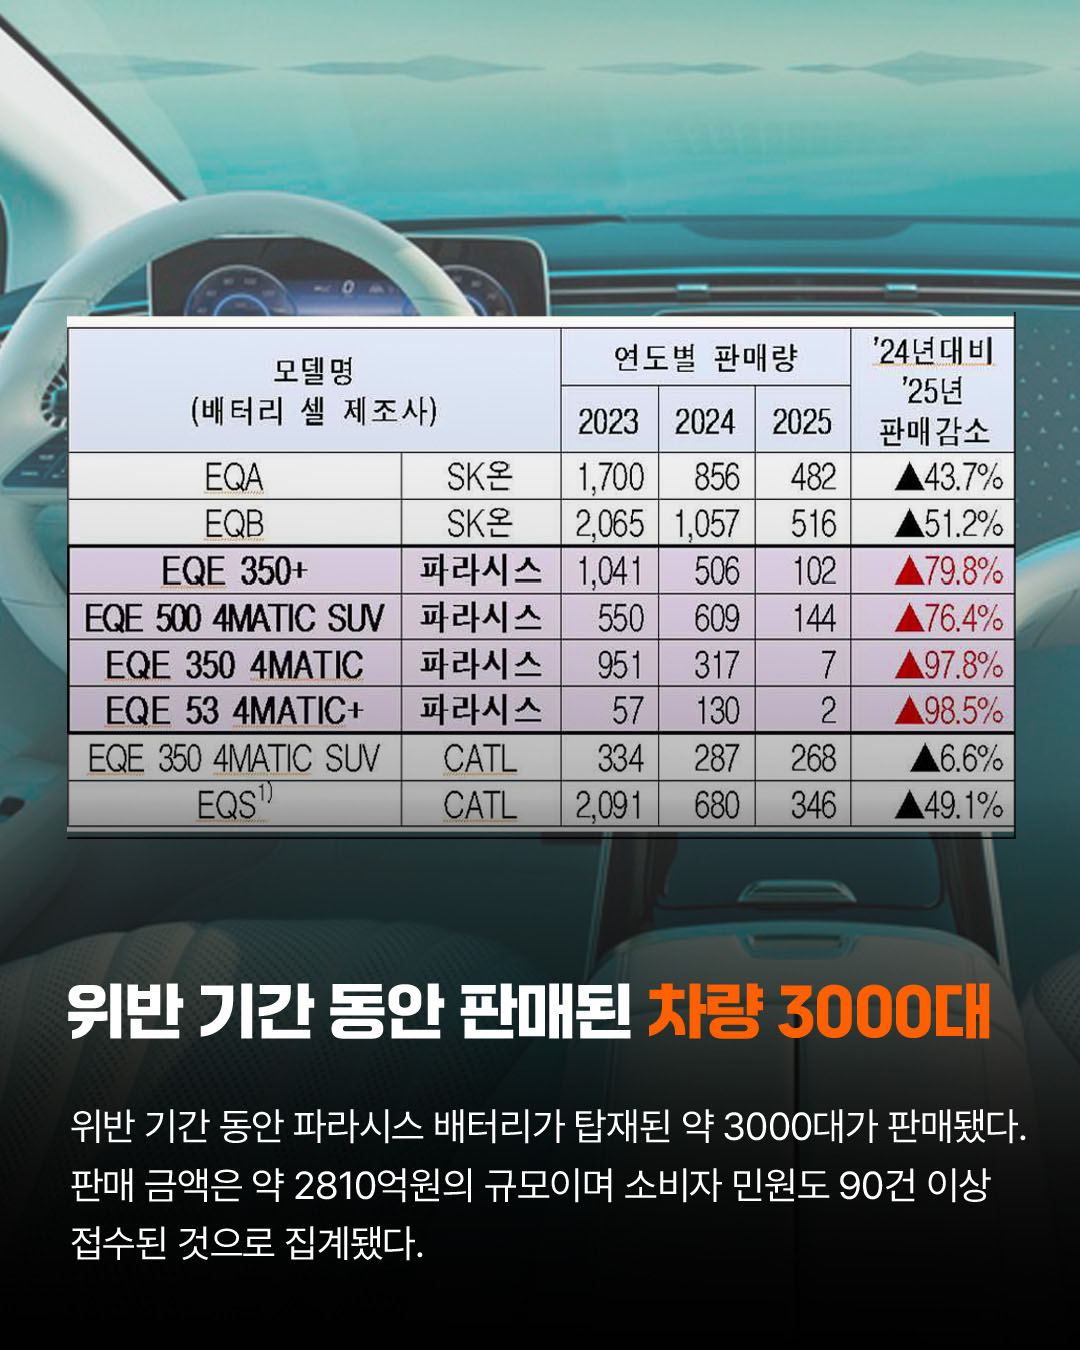 모델명
(배터리 셀 제조사)
연도별 판매량
2023 2024 2025
’24년대비
’25년
판매감소
EQA SK온 1,700 856 482 ▲43.7%
EQB SK온 2,065 1,057 516 ▲51.2%
EQE 350+ 파라시스 1,041 506 102 ▲79.8%
EQE 500 4MATIC SUV 파라시스 550 609 144 ▲76.4%
EQE 350 4MATIC 파라시스 951 317 7 ▲97.8%
EQE 53 4MATIC+ 파라시스 57 130 2 ▲98.5%
EQE 350 4MATIC SUV CATL 334 287 268 ▲6.6%
EQS1) CATL 2,091 680 346 ▲49.1%
위반 기간 동안 판매된 차량 3000대
위반 기간 동안 파라시스 배터리가 탑재된 약 3000대가 판매됐다.
판매 금액은 약 2810억원의 규모이며 소비자 민원도 90건 이상
접수된 것으로 집계됐다.